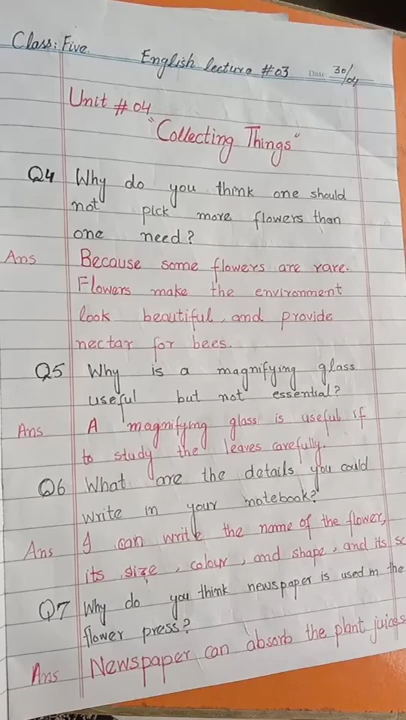 Class: Five
English lecture #03
Date 30/04
Unit #04
"Collecting Things"
Q4 Why do you think one should
not pick more flowers than
one need?
Ans Because some flowers are rare.
Flowers make the environment
look beautiful, and provide
nectar for bees.
Q5 Why is a magnifying glass
useful but not essential?
Ans A magnifying glass is useful if
to study the leaves carefully.
Q6 What are the details you could
write in your notebook?
Ans I can write the name of the flower,
its size, colour, and shape, and its
Q7 Why do you think newspaper is used in the
flower press?
Ans Newspaper can absorb the plant juices